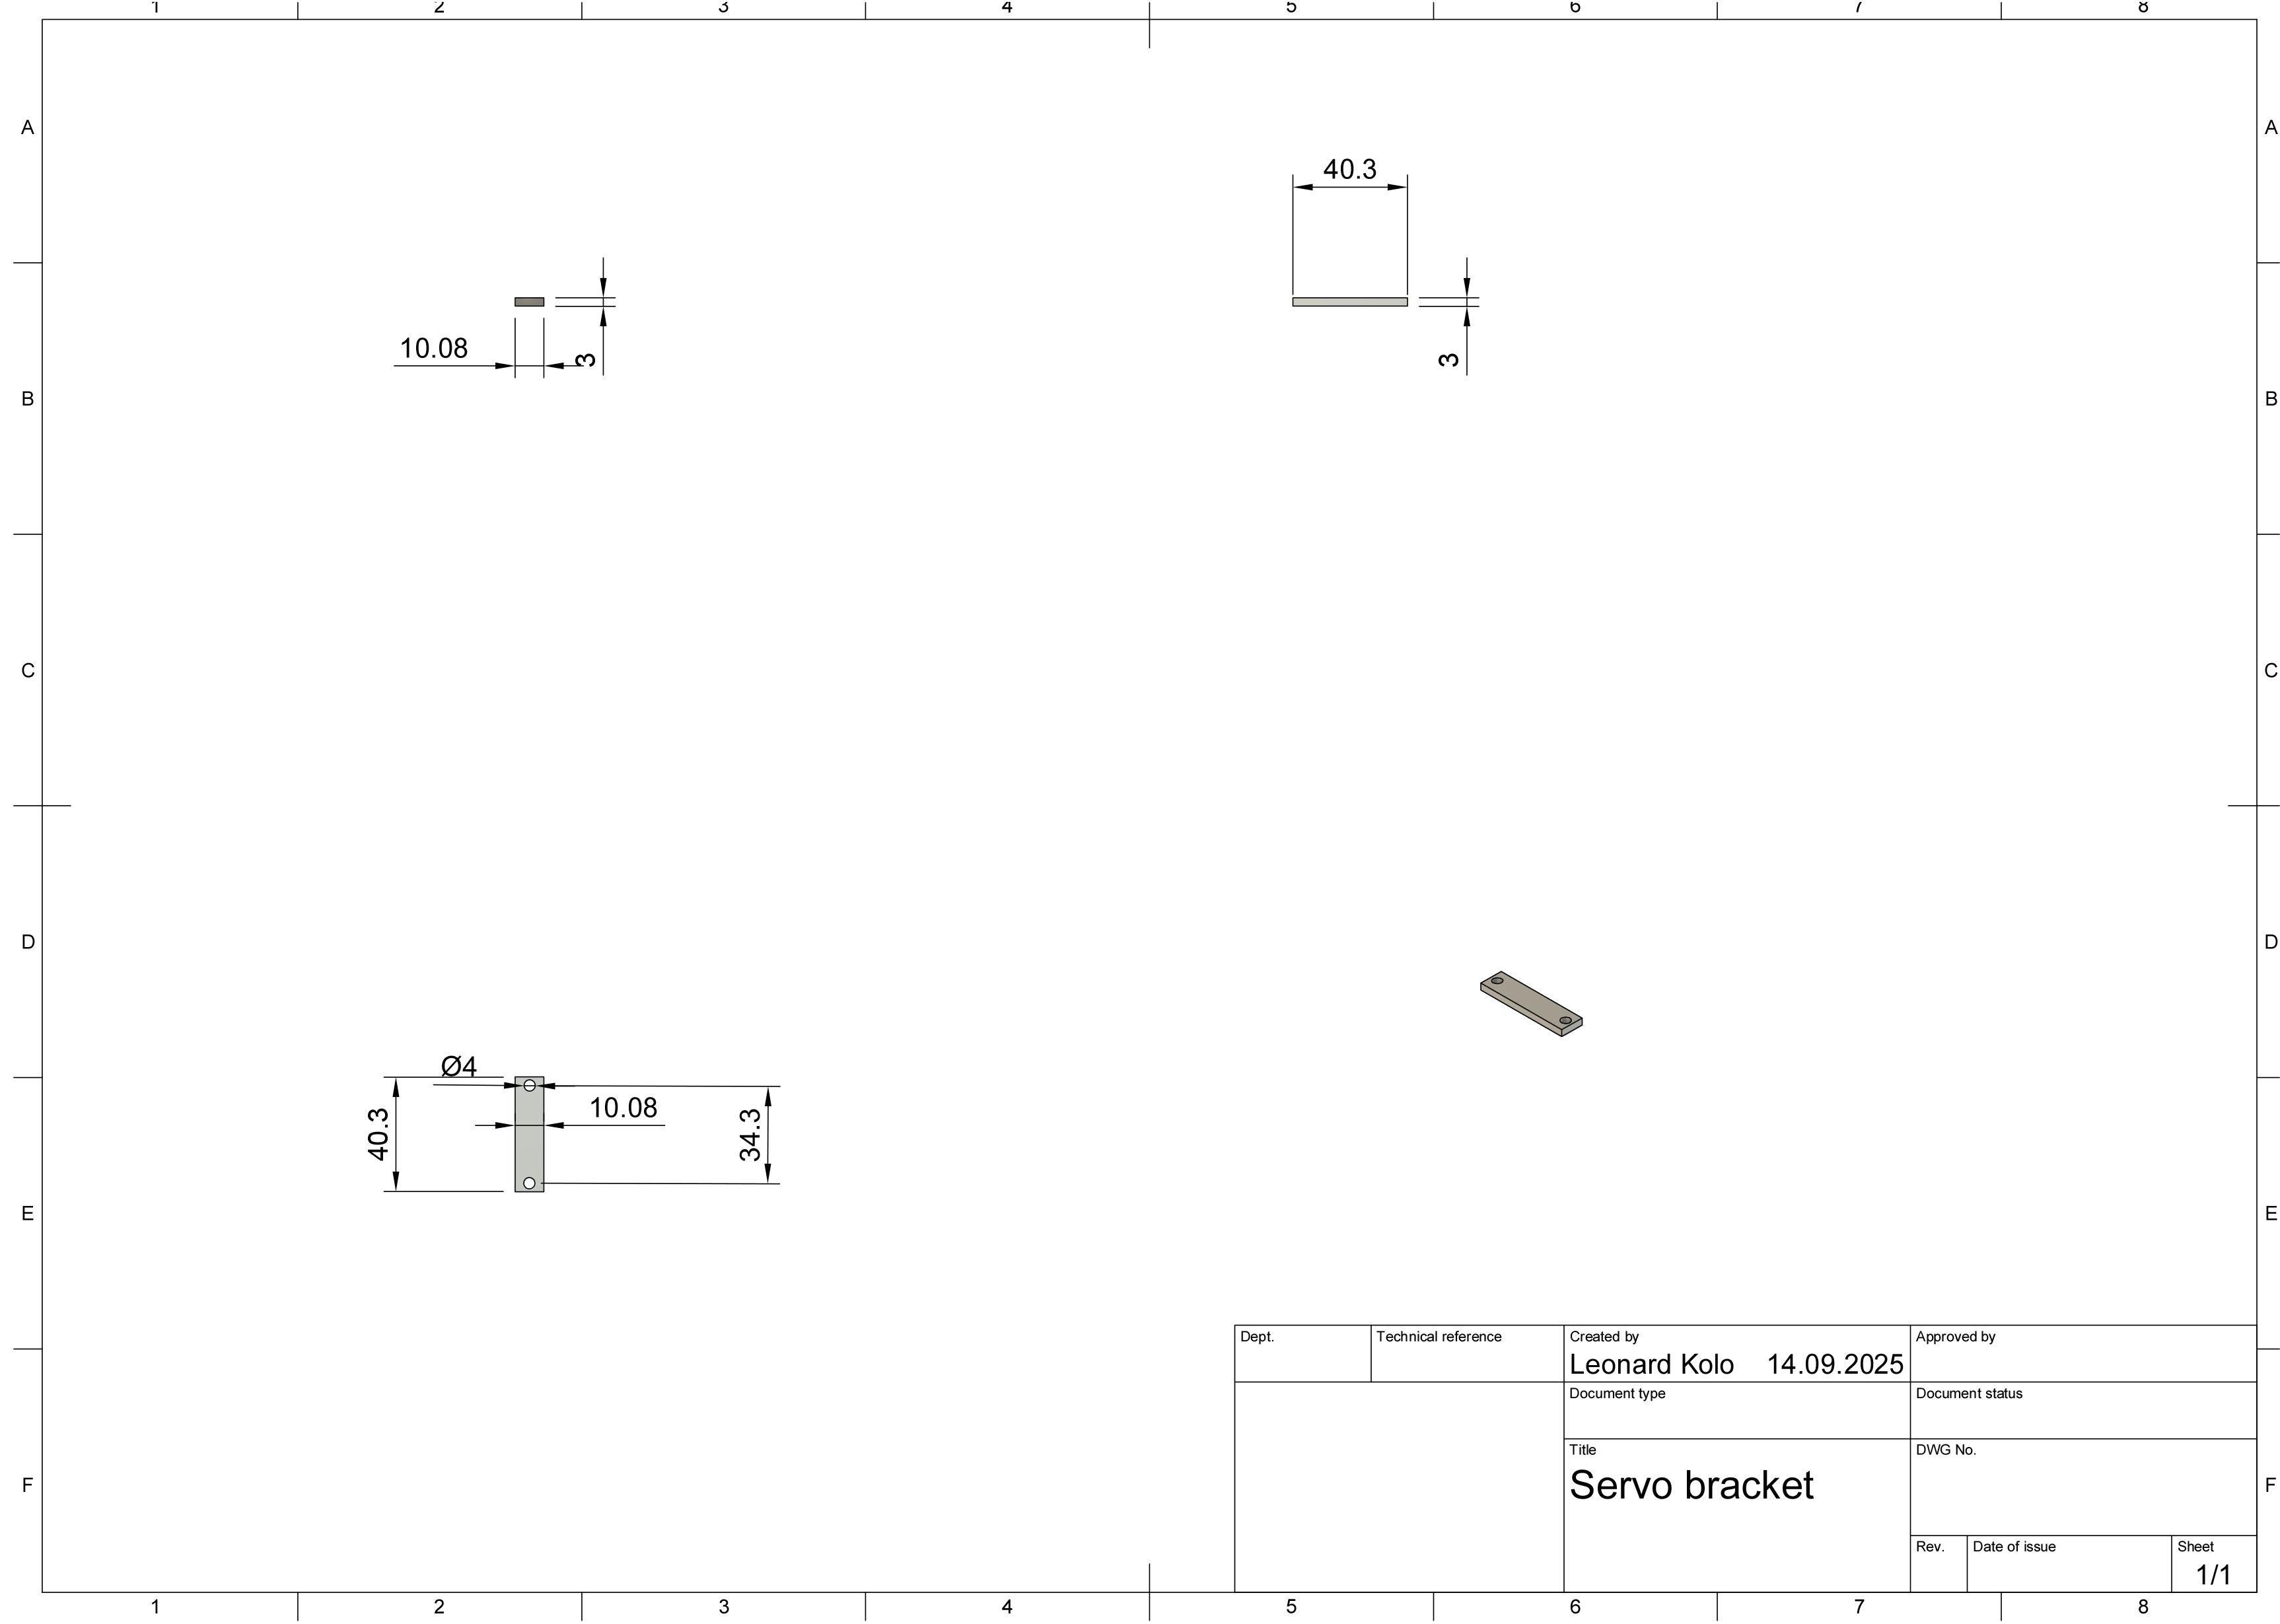 1 2 3 4 5 6 7 8
A A
40.3
10.08 3 3
B B
C C
D D
Ø4
10.08
40.3 34.3
E E
Dept. Technical reference Created by Approved by
Leonard Kolo 14.09.2025
Document type Document status
Title DWG No.
Servo bracket
F F
Rev. Date of issue Sheet
1/1
1 2 3 4 5 6 7 8